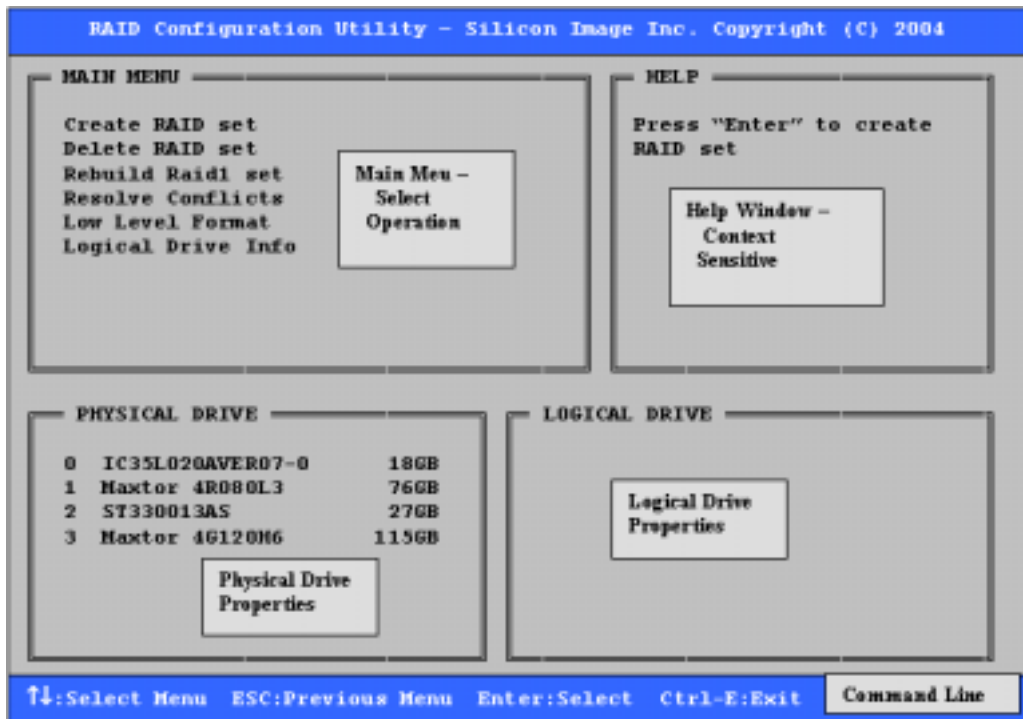 RAID Configuration Utility – Silicon Image Inc. Copyright (C) 2004
MAIN MENU
Create RAID set
Delete RAID set
Rebuild Raid1 set
Resolve Conflicts
Low Level Format
Logical Drive Info
Main Meu –
Select
Operation
HELP
Press “Enter” to create
RAID set
Help Window –
Context
Sensitive
PHYSICAL DRIVE
0 IC35L020AVER07-0 18GB
1 Maxtor 4R080L3 76GB
2 ST330013AS 27GB
3 Maxtor 4G120H6 115GB
Physical Drive
Properties
LOGICAL DRIVE
Logical Drive
Properties
↑↓:Select Menu ESC:Previous Menu Enter:Select Ctrl-E:Exit
Command Line